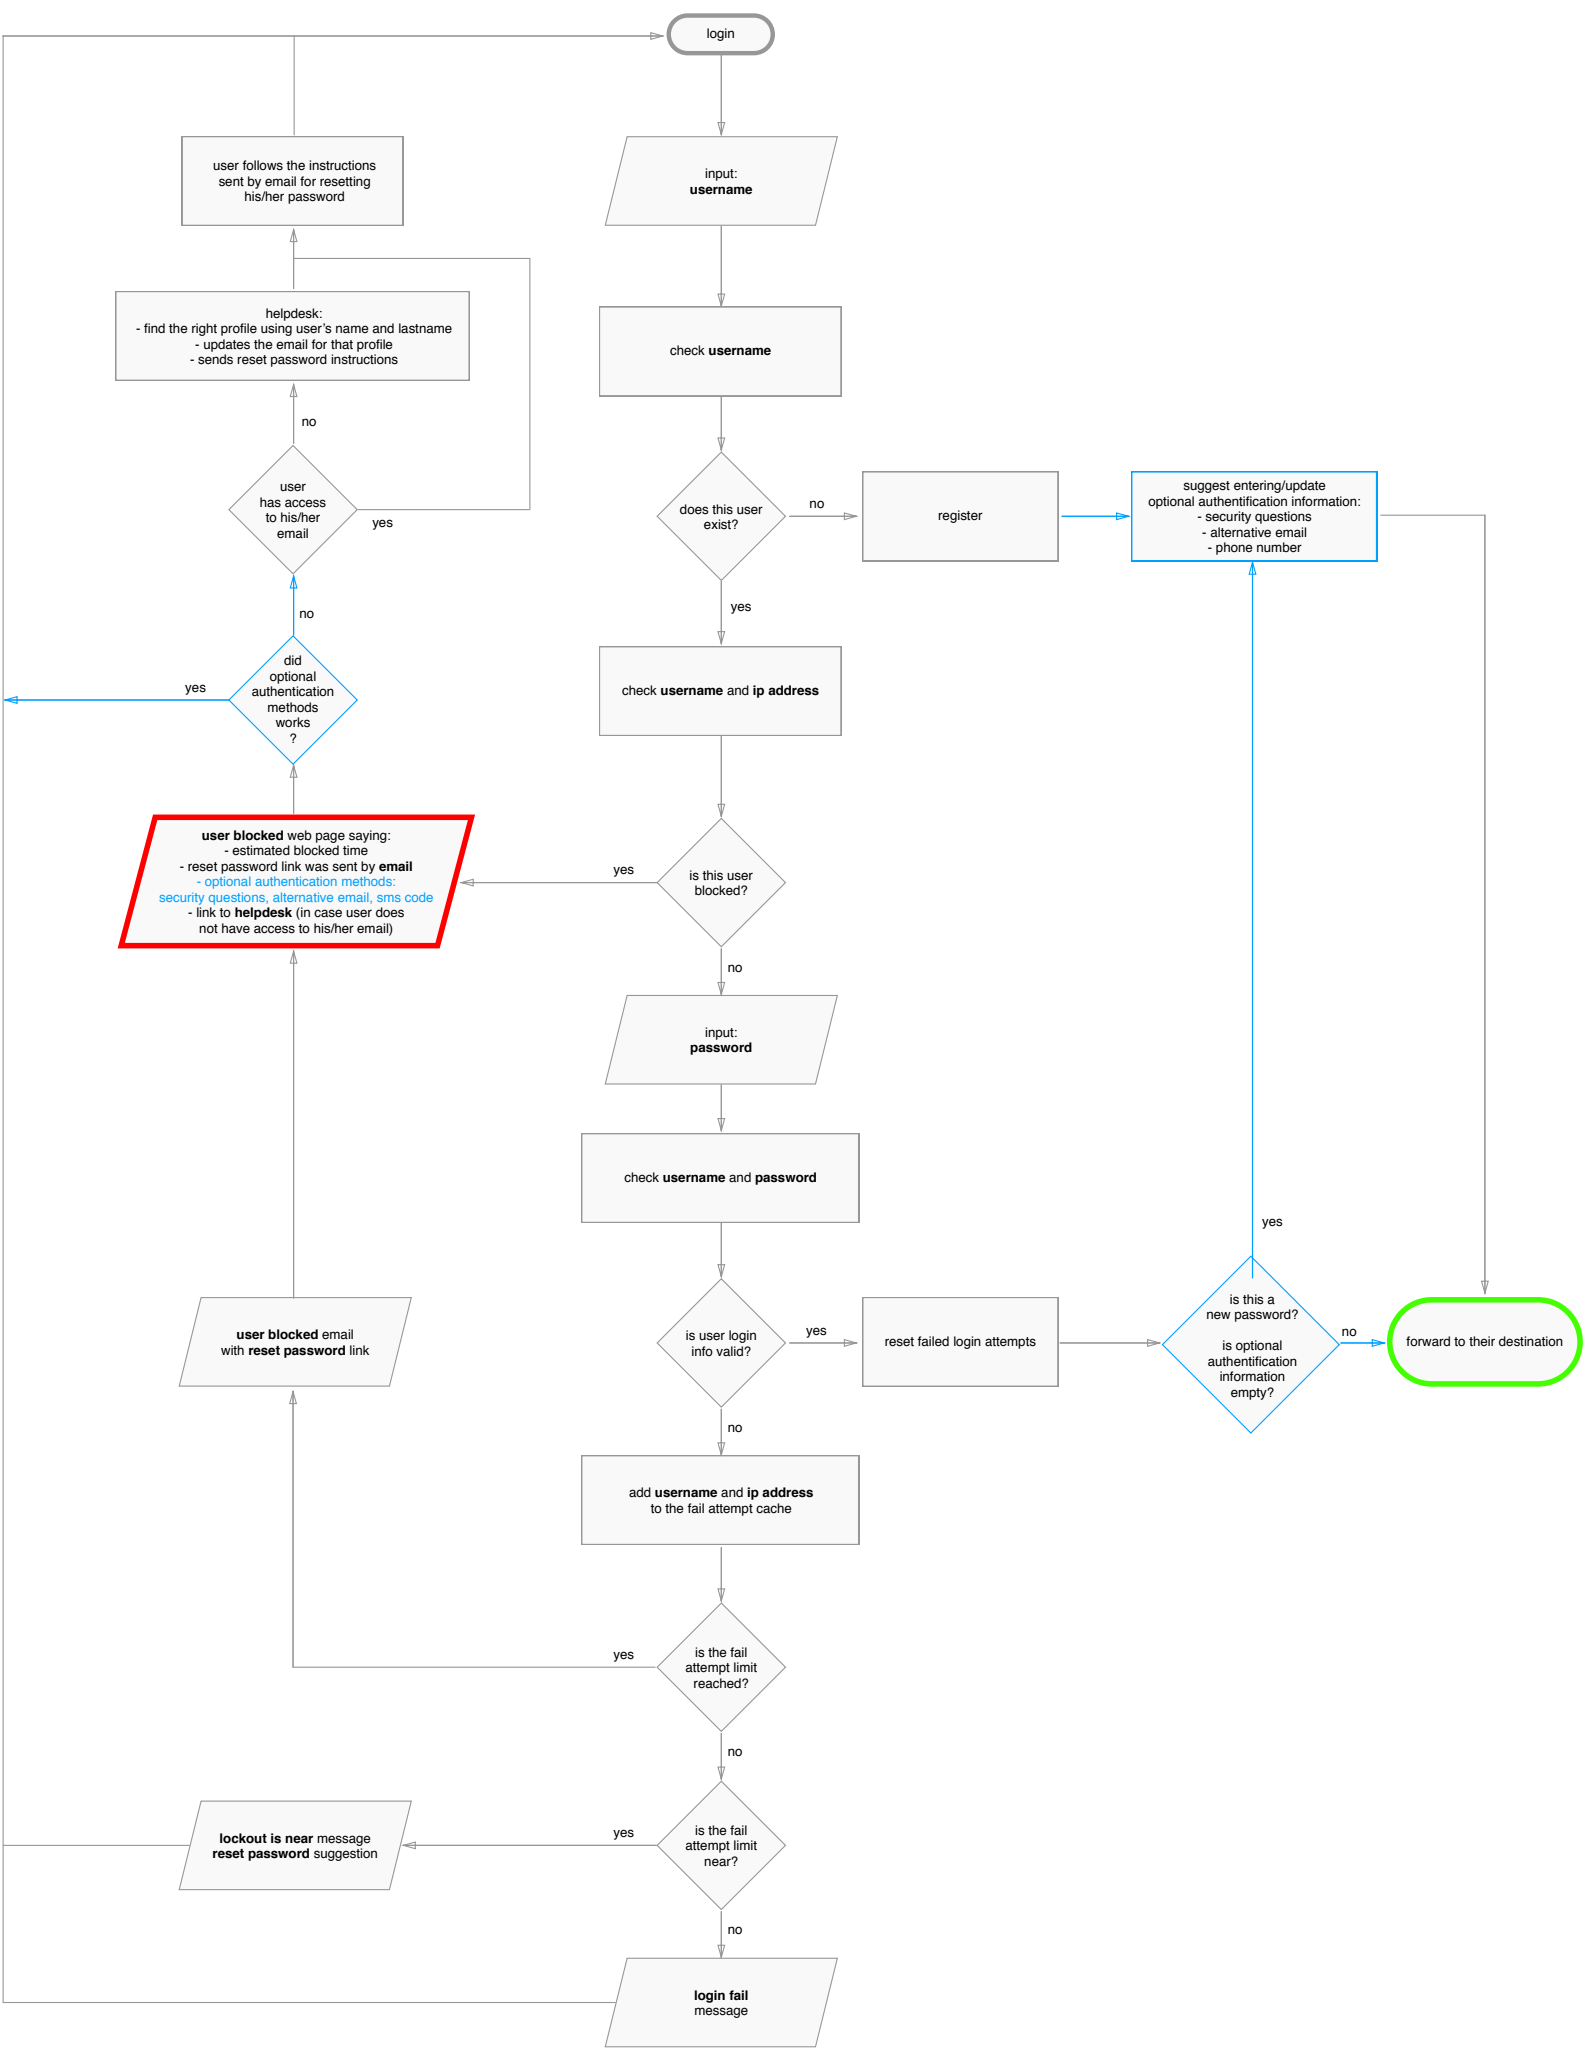 login
input:
username
check username
does this user
exist?
no
register
suggest entering/update
optional authentification information:
- security questions
- alternative email
- phone number
yes
check username and ip address
is this user
blocked?
yes
user blocked web page saying:
- estimated blocked time
- reset password link was sent by email
- optional authentication methods:
security questions, alternative email, sms code
- link to helpdesk (in case user does
not have access to his/her email)
did
optional
authentication
methods
works
?
yes
no
user
has access
to his/her
email
yes
no
helpdesk:
- find the right profile using user's name and lastname
- updates the email for that profile
- sends reset password instructions
user follows the instructions
sent by email for resetting
his/her password
no
input:
password
check username and password
is user login
info valid?
yes
reset failed login attempts
is this a
new password?
is optional
authentification
information
empty?
yes
no
forward to their destination
no
add username and ip address
to the fail attempt cache
is the fail
attempt limit
reached?
yes
user blocked email
with reset password link
no
is the fail
attempt limit
near?
yes
lockout is near message
reset password suggestion
no
login fail
message